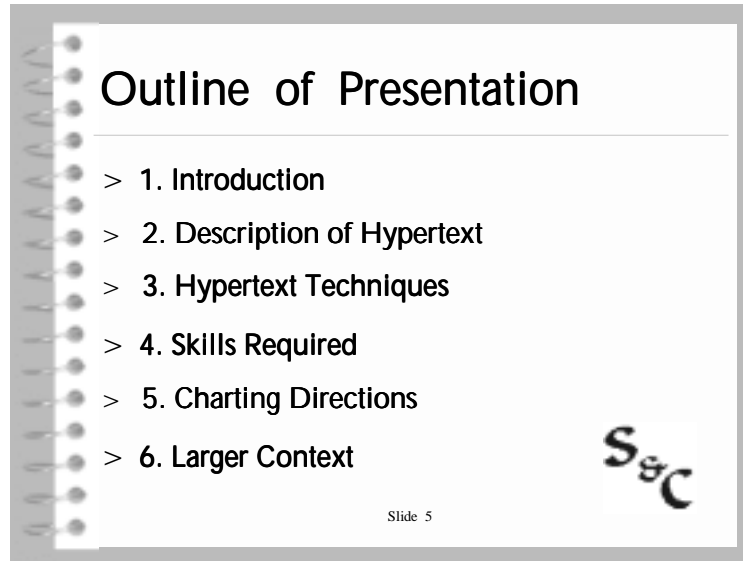 Outline of Presentation
> 1. Introduction
> 2. Description of Hypertext
> 3. Hypertext Techniques
> 4. Skills Required
> 5. Charting Directions
> 6. Larger Context
S&C
Slide 5